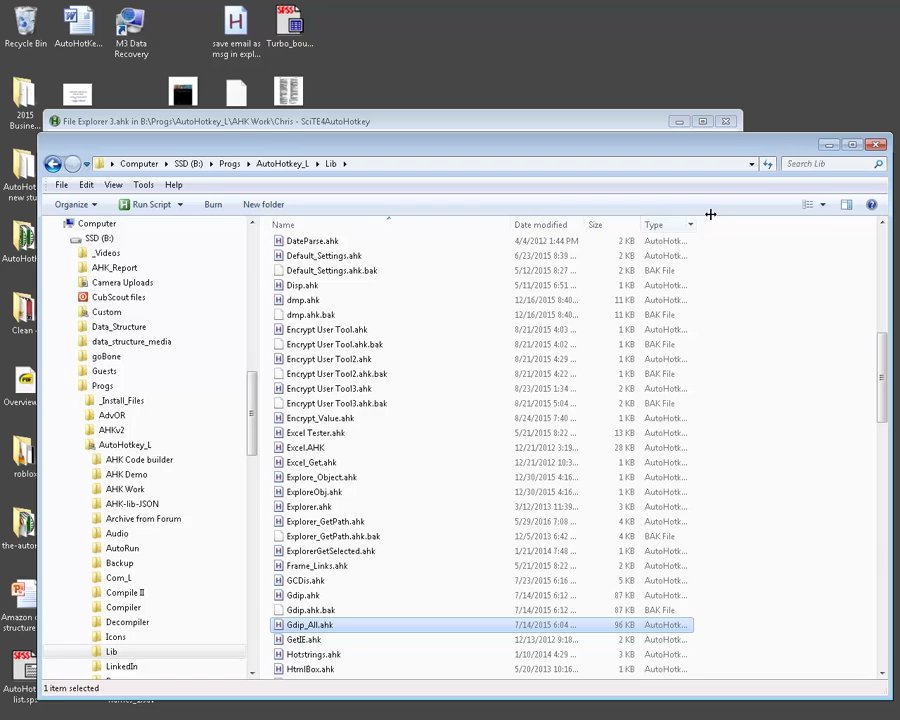 Recycle Bin
AutoHotKe...
M3 Data
Recovery
save email as
msg in expl...
Turbo_bou...
2015
Busine...
File Explorer 3.ahk in B:\Progs\AutoHotkey_L\AHK Work\Chris - SciTE4AutoHotkey
Computer SSD (B:) Progs AutoHotkey_L Lib
Search Lib
File Edit View Tools Help
Organize Run Script Burn New folder
Name Date modified Size Type
Computer
SSD (B:)
_Videos
AHK_Report
Camera Uploads
CubScout files
Custom
Data_Structure
data_structure_media
goBone
Guests
Progs
_Install_Files
AdvOR
AHKv2
AutoHotkey_L
AHK Code builder
AHK Demo
AHK Work
AHK-lib-JSON
Archive from Forum
Audio
AutoRun
Backup
Com_L
Compile II
Compiler
Decompiler
Icons
Lib
LinkedIn
DateParse.ahk 4/4/2012 1:44 PM 2 KB AutoHotk...
Default_Settings.ahk 6/23/2015 8:39 ... 2 KB AutoHotk...
Default_Settings.ahk.bak 5/12/2015 8:38 ... 2 KB BAK File
Disp.ahk 5/11/2015 6:51 ... 1 KB AutoHotk...
dmp.ahk 12/16/2015 8:40... 11 KB AutoHotk...
dmp.ahk.bak 12/16/2015 8:40... 11 KB BAK File
Encrypt User Tool.ahk 8/21/2015 4:03 ... 1 KB AutoHotk...
Encrypt User Tool.ahk.bak 8/21/2015 4:02 ... 1 KB BAK File
Encrypt User Tool2.ahk 8/21/2015 4:29 ... 1 KB AutoHotk...
Encrypt User Tool2.ahk.bak 8/21/2015 4:22 ... 1 KB BAK File
Encrypt User Tool3.ahk 8/23/2015 1:34 ... 2 KB AutoHotk...
Encrypt User Tool3.ahk.bak 8/21/2015 5:04 ... 2 KB BAK File
Encrypt_Value.ahk 8/24/2015 7:40 ... 1 KB AutoHotk...
Excel Tester.ahk 5/21/2015 8:22 ... 13 KB AutoHotk...
Excel.AHK 12/21/2012 3:19... 28 KB AutoHotk...
Excel_Get.ahk 12/21/2012 10:3... 1 KB AutoHotk...
Explore_Object.ahk 12/30/2015 4:16... 1 KB AutoHotk...
ExploreObj.ahk 12/30/2015 4:16... 1 KB AutoHotk...
Explorer.ahk 3/12/2013 11:39... 3 KB AutoHotk...
Explorer_GetPath.ahk 5/29/2016 7:08 ... 4 KB AutoHotk...
Explorer_GetPath.ahk.bak 12/5/2013 6:42 ... 4 KB BAK File
ExplorerGetSelected.ahk 1/21/2014 7:48 ... 1 KB AutoHotk...
Frame_Links.ahk 5/21/2015 8:22 ... 3 KB AutoHotk...
GCDis.ahk 7/23/2015 6:16 ... 5 KB AutoHotk...
Gdip.ahk 7/14/2015 6:12 ... 87 KB AutoHotk...
Gdip.ahk.bak 7/14/2015 6:12 ... 87 KB BAK File
Gdip_All.ahk 7/14/2015 6:04 ... 96 KB AutoHotk...
GetIE.ahk 12/13/2012 9:18... 2 KB AutoHotk...
Hotstrings.ahk 1/10/2014 4:29 ... 3 KB AutoHotk...
HtmlBox.ahk 5/20/2013 10:16... 3 KB AutoHotk...
AutoHo
new stu
AutoHot
Clean -
Overview
roblox
the-autor
Amazon c
structure
AutoHot
list.sps
1 item selected